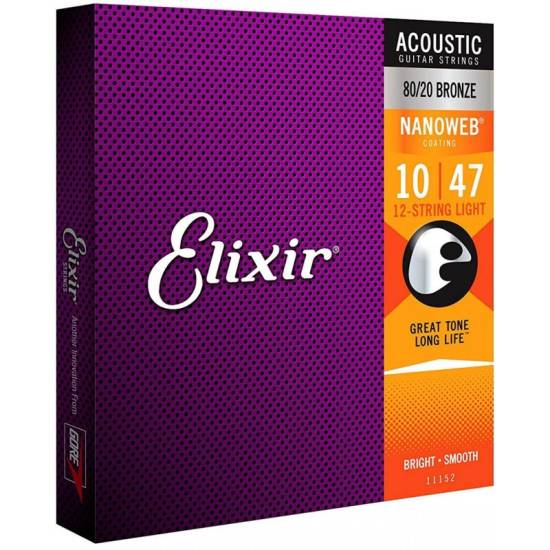 ACOUSTIC
GUITAR STRINGS
80/20 BRONZE
NANOWEB®
COATING
10 | 47
12-STRING LIGHT
GREAT TONE
LONG LIFE™
BRIGHT • SMOOTH
11152
Elixir®
Elixir®
STRINGS
Another Innovation From
GORE